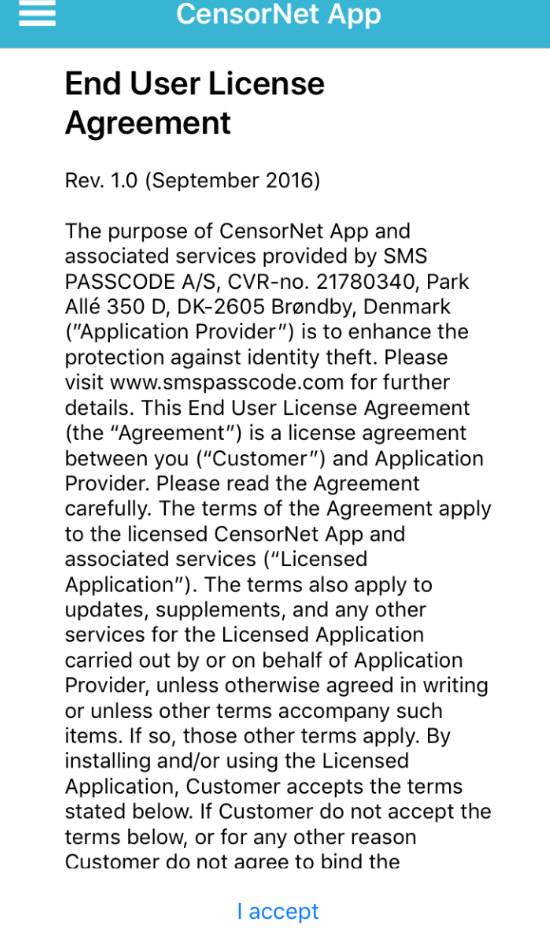 CensorNet App
End User License
Agreement
Rev. 1.0 (September 2016)
The purpose of CensorNet App and
associated services provided by SMS
PASSCODE A/S, CVR-no. 21780340, Park
Allé 350 D, DK-2605 Brøndby, Denmark
(”Application Provider”) is to enhance the
protection against identity theft. Please
visit www.smspasscode.com for further
details. This End User License Agreement
(the “Agreement”) is a license agreement
between you (“Customer”) and Application
Provider. Please read the Agreement
carefully. The terms of the Agreement apply
to the licensed CensorNet App and
associated services (“Licensed
Application”). The terms also apply to
updates, supplements, and any other
services for the Licensed Application
carried out by or on behalf of Application
Provider, unless otherwise agreed in writing
or unless other terms accompany such
items. If so, those other terms apply. By
installing and/or using the Licensed
Application, Customer accepts the terms
stated below. If Customer do not accept the
terms below, or for any other reason
Customer do not agree to bind the
I accept